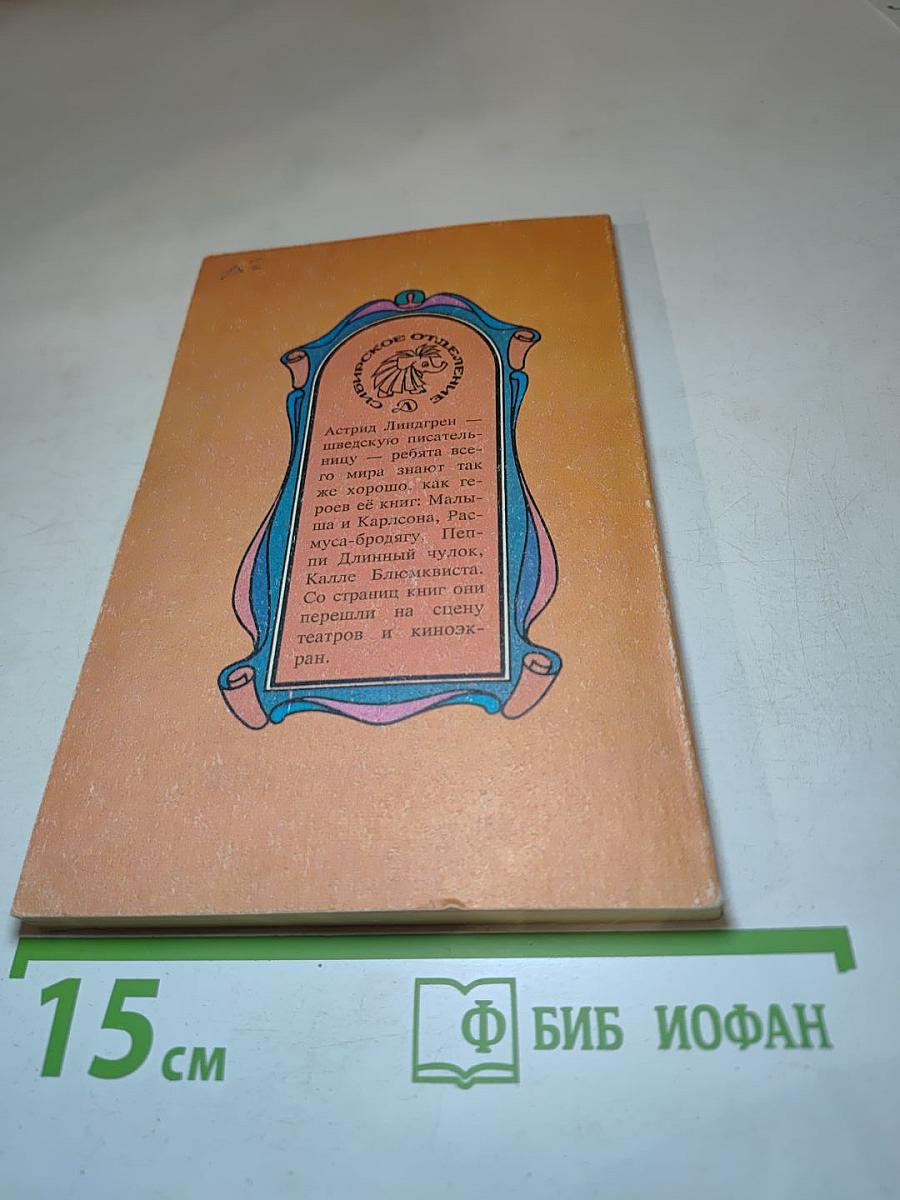 СИБИРСКОЕ ОТДЕЛЕНИЕ
Астрид Линдгрен —
шведскую писатель-
ницу — ребята все-
го мира знают так
же хорошо, как ге-
роев её книг: Малы-
ша и Карлсона, Рас-
муса-бродягу, Пеп-
пи Длинный чулок,
Калле Блюмквиста.
Со страниц книг они
перешли на сцену
театров и киноэк-
ран.
15 см
Ф БИБ ИОФАН